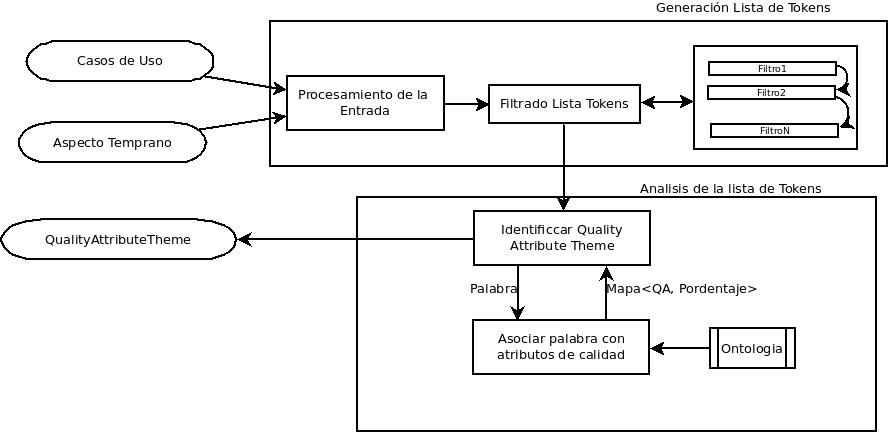 Generación Lista de Tokens
Casos de Uso
Procesamiento de la
Entrada
Filtrado Lista Tokens
Filtro1
Filtro2
FiltroN
Aspecto Temprano
Analisis de la lista de Tokens
QualityAttributeTheme
Identificcar Quality
Attribute Theme
Palabra
Mapa<QA, Pordentaje>
Asociar palabra con
atributos de calidad
Ontologia